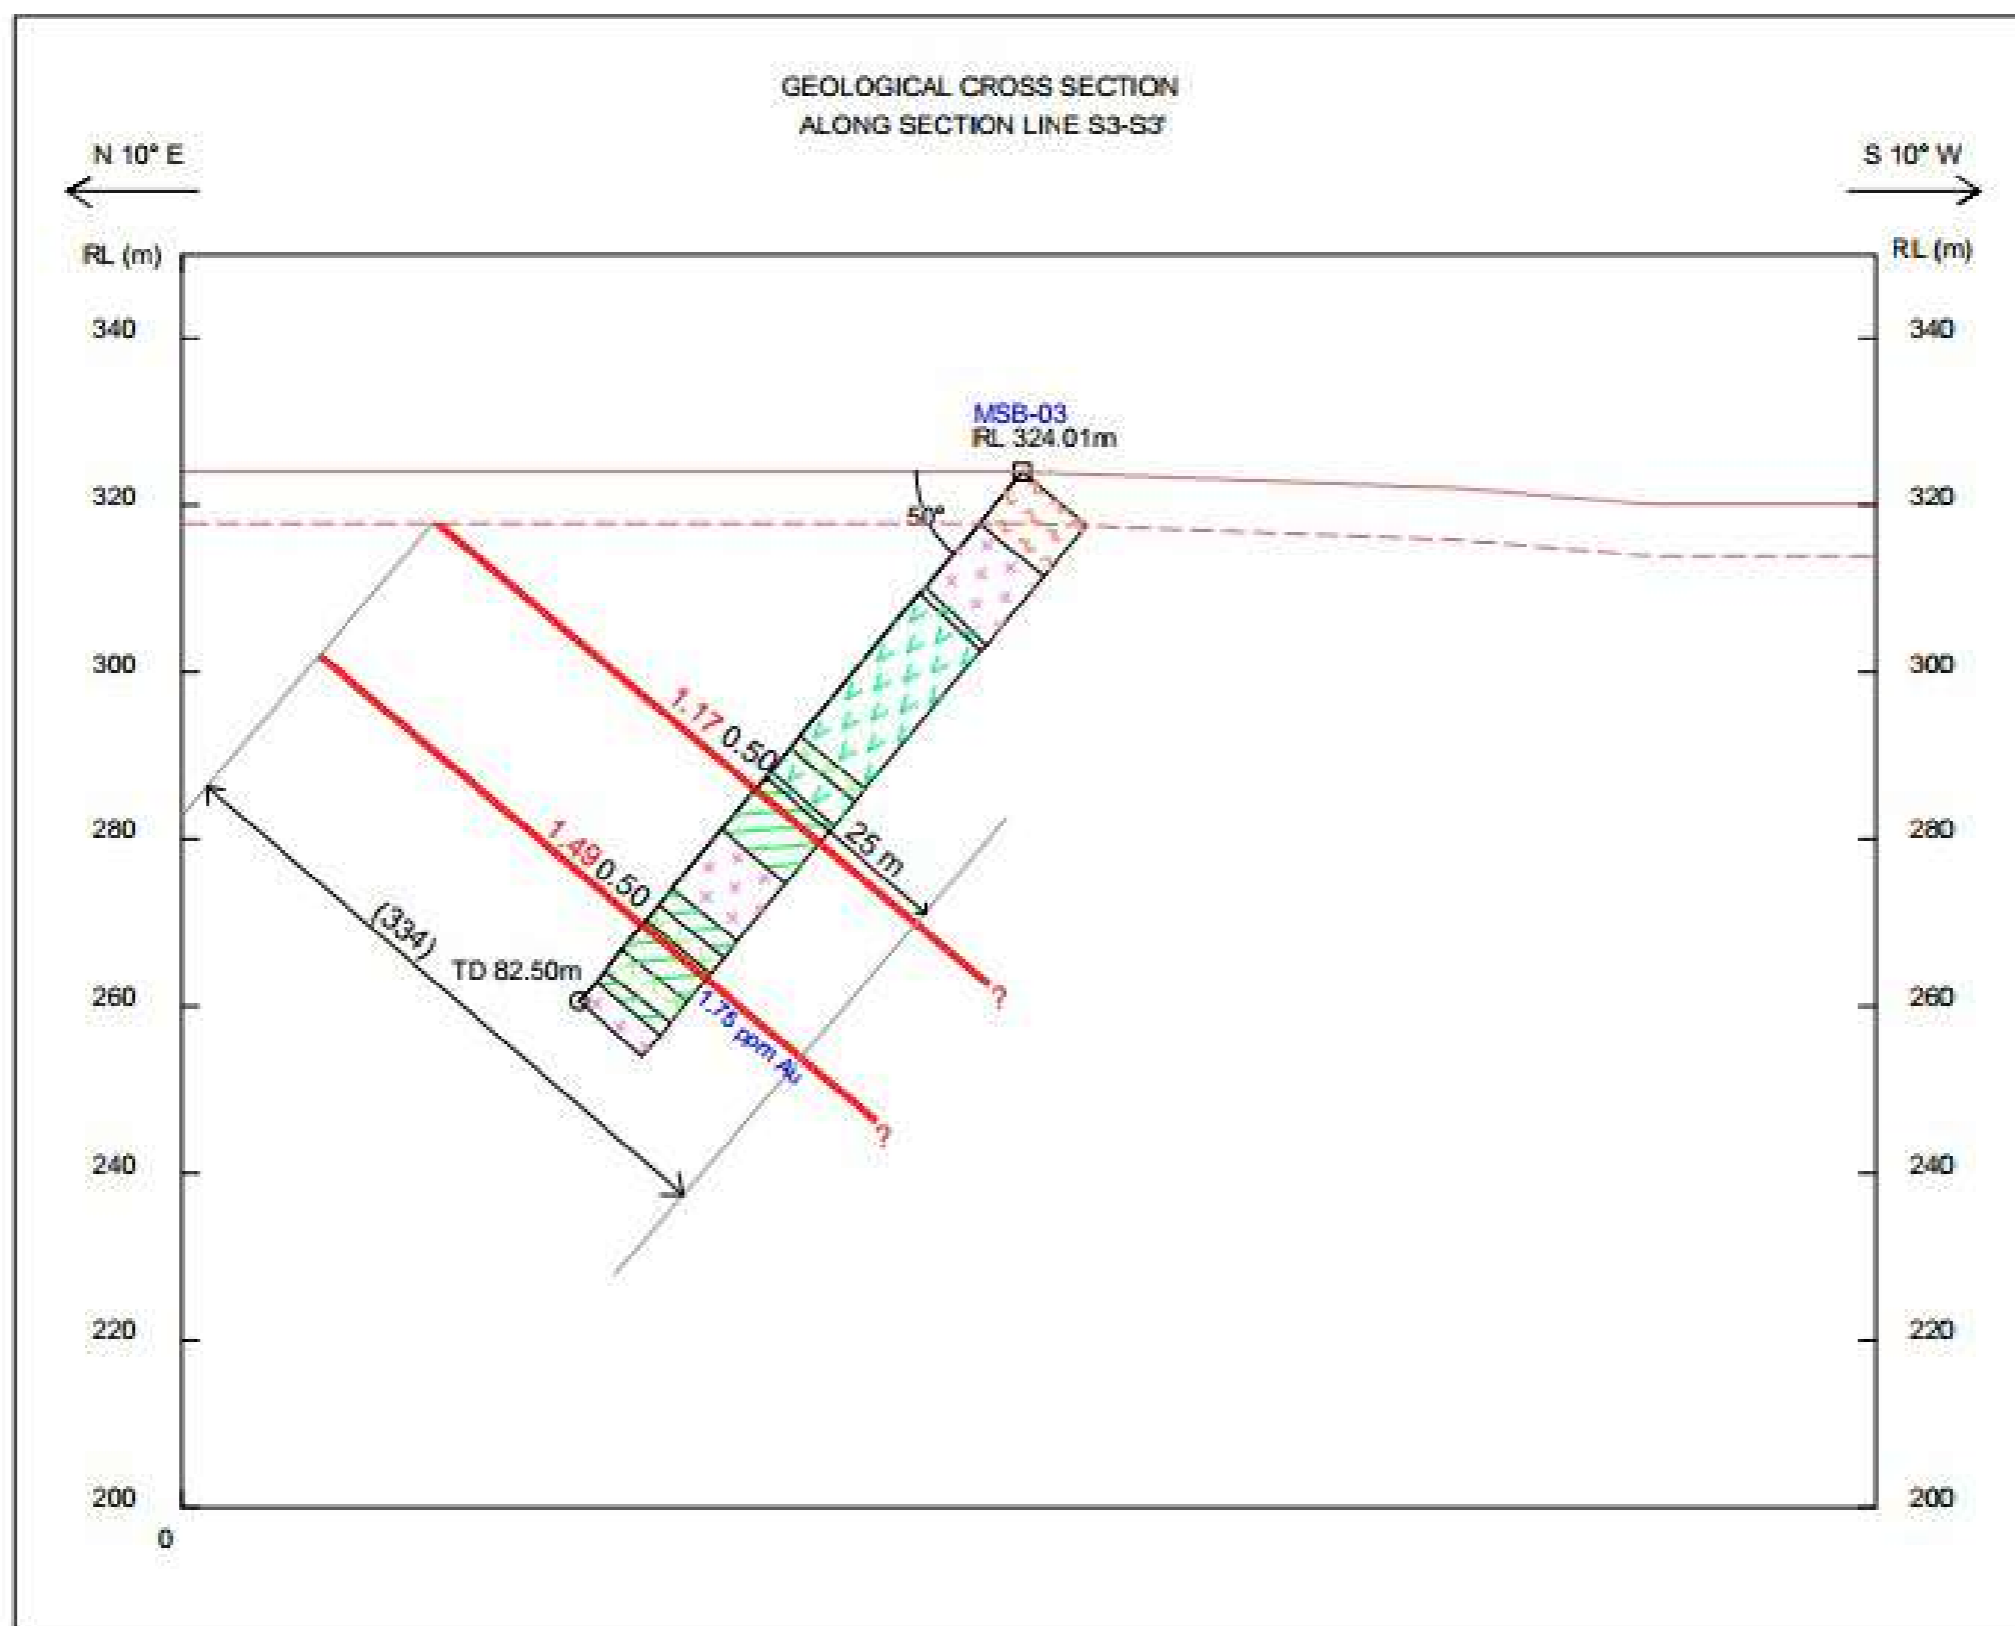 GEOLOGICAL CROSS SECTION
ALONG SECTION LINE S3-S3'
N 10° E
S 10° W
RL (m)
RL (m)
340
340
MSB-03
RL 324.01m
320
320
50°
300
300
1.17 0.50
280
280
25 m
1.49 0.50
(334)
TD 82.50m
260
260
?
1.75 ppm Au
?
240
240
220
220
200
200
0